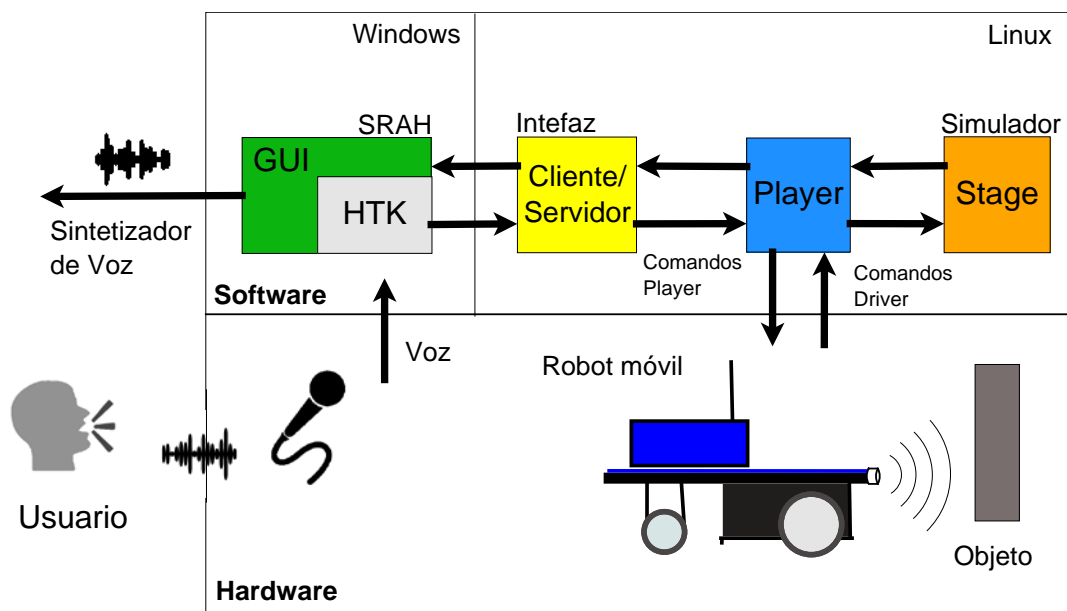 Windows
Linux
SRAH
Intefaz
Simulador
GUI
HTK
Cliente/
Servidor
Player
Stage
Sintetizador
de Voz
Comandos
Player
Comandos
Driver
Software
Voz
Robot móvil
Usuario
Objeto
Hardware